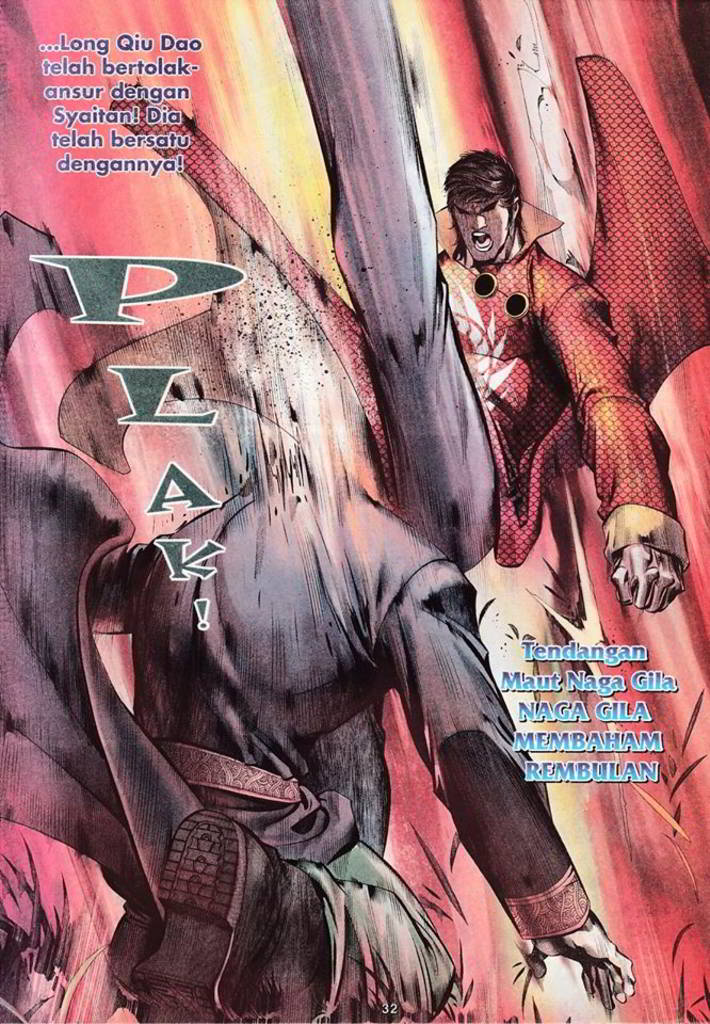 ...Long Qiu Dao
telah bertolak-
ansur dengan
Syaitan! Dia
telah bersatu
dengannya!
PLAK!
Tendangan
Maut Naga Gila
NAGA GILA
MEMBAHAM
REMBULAN
32